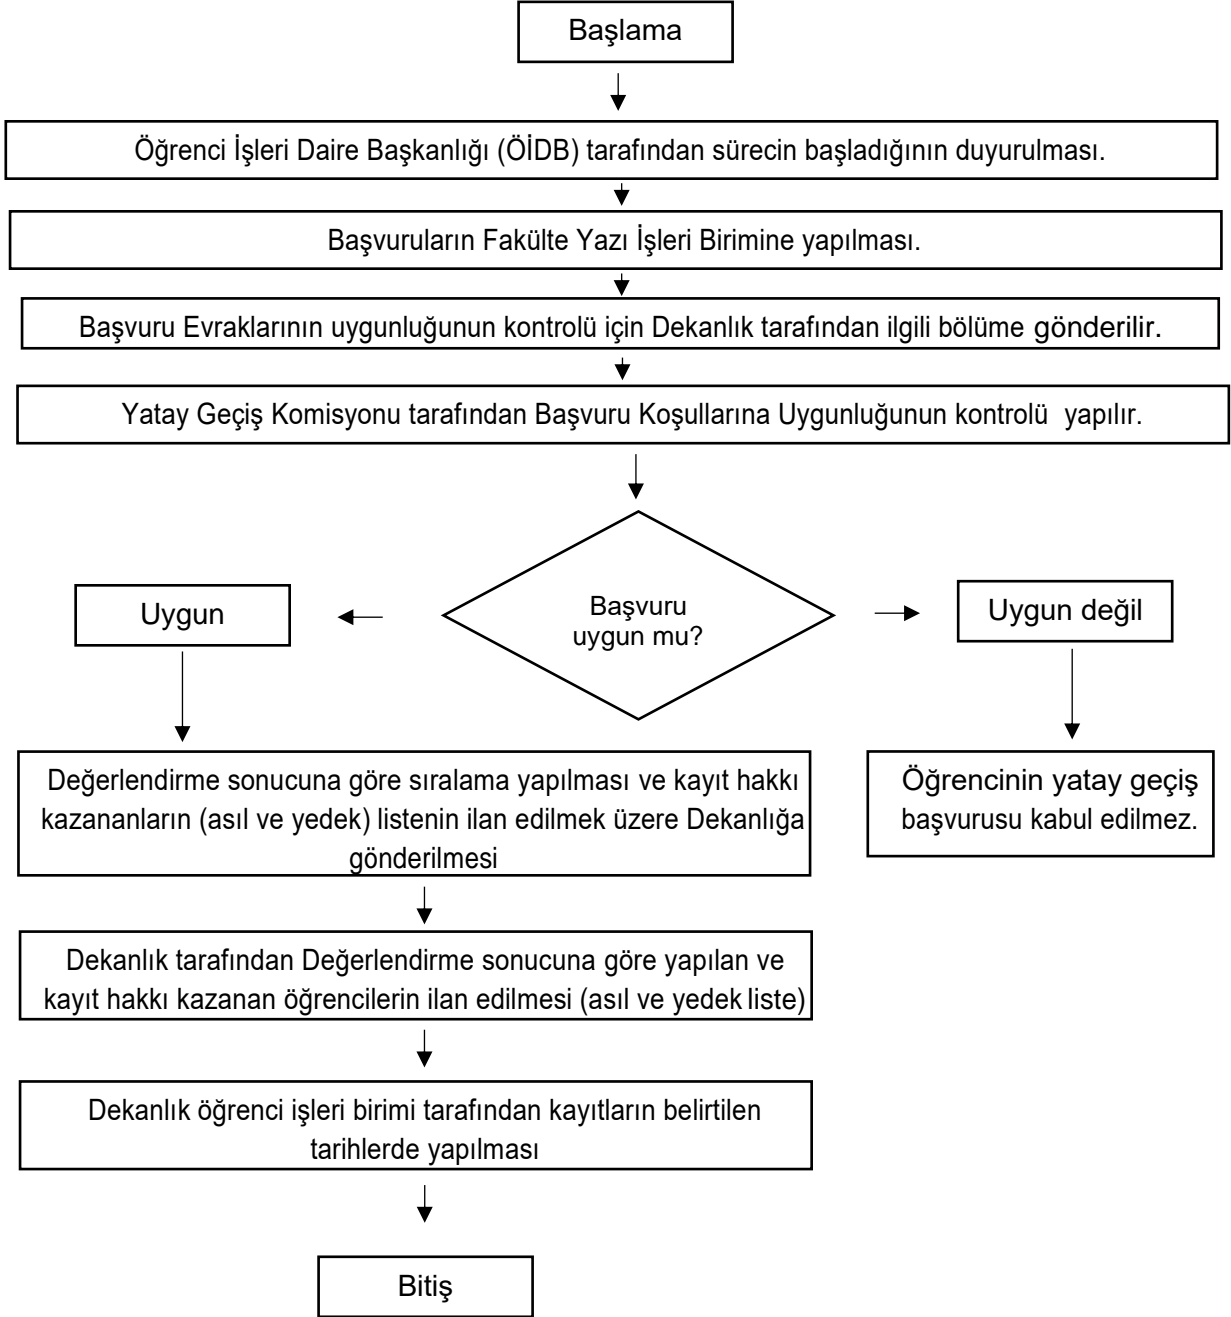 Başlama
Öğrenci İşleri Daire Başkanlığı (ÖİDB) tarafından sürecin başladığının duyurulması.
Başvuruların Fakülte Yazı İşleri Birimine yapılması.
Başvuru Evraklarının uygunluğunun kontrolü için Dekanlık tarafından ilgili bölüme gönderilir.
Yatay Geçiş Komisyonu tarafından Başvuru Koşullarına Uygunluğunun kontrolü yapılır.
Başvuru
uygun mu?
Uygun
Uygun değil
Değerlendirme sonucuna göre sıralama yapılması ve kayıt hakkı
kazananların (asıl ve yedek) listenin ilan edilmek üzere Dekanlığa
gönderilmesi
Öğrencinin yatay geçiş
başvurusu kabul edilmez.
Dekanlık tarafından Değerlendirme sonucuna göre yapılan ve
kayıt hakkı kazanan öğrencilerin ilan edilmesi (asıl ve yedek liste)
Dekanlık öğrenci işleri birimi tarafından kayıtların belirtilen
tarihlerde yapılması
Bitiş